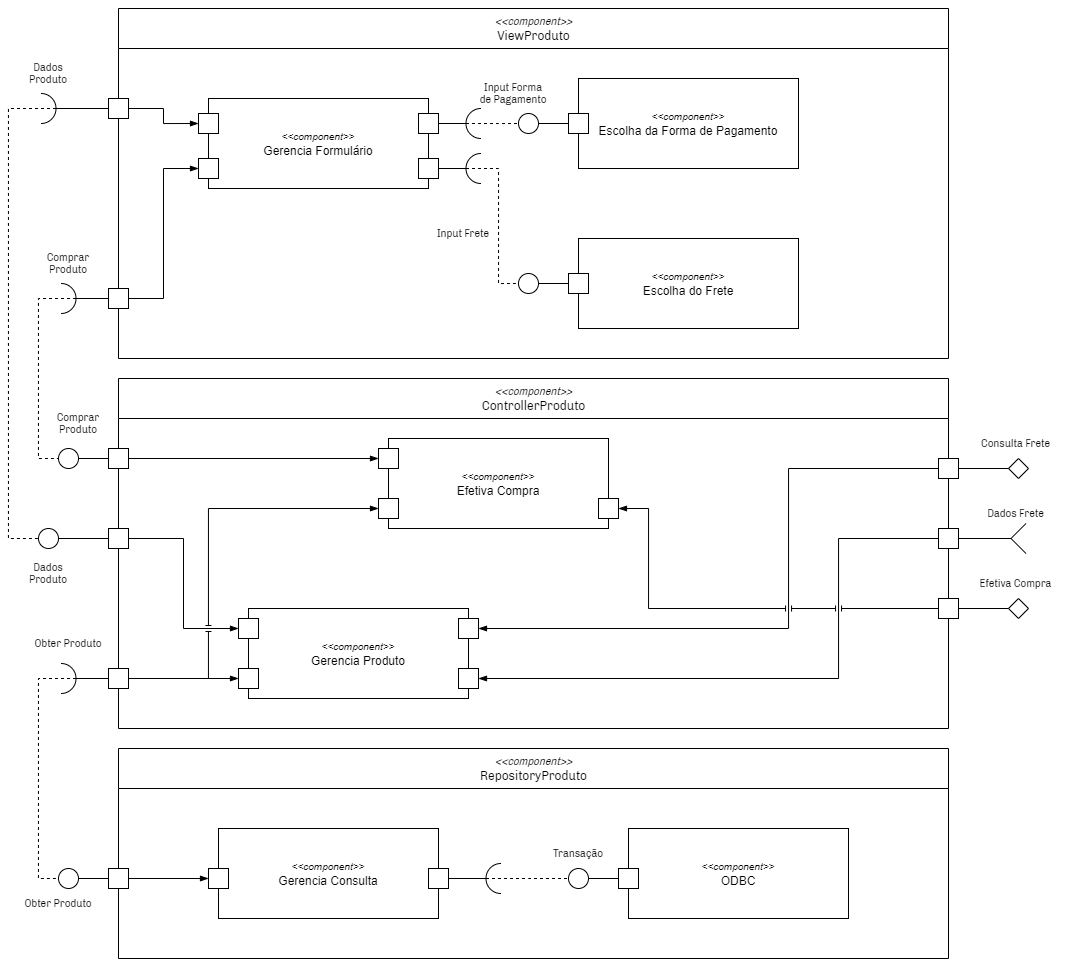 <<component>>
ViewProduto
Dados
Produto
Input Forma
de Pagamento
<<component>>
Escolha da Forma de Pagamento
<<component>>
Gerencia Formulário
Input Frete
Comprar
Produto
<<component>>
Escolha do Frete
<<component>>
ControllerProduto
Comprar
Produto
Consulta Frete
<<component>>
Efetiva Compra
Dados Frete
Dados
Produto
Efetiva Compra
Obter Produto
<<component>>
Gerencia Produto
<<component>>
RepositoryProduto
Transação
<<component>>
Gerencia Consulta
<<component>>
ODBC
Obter Produto